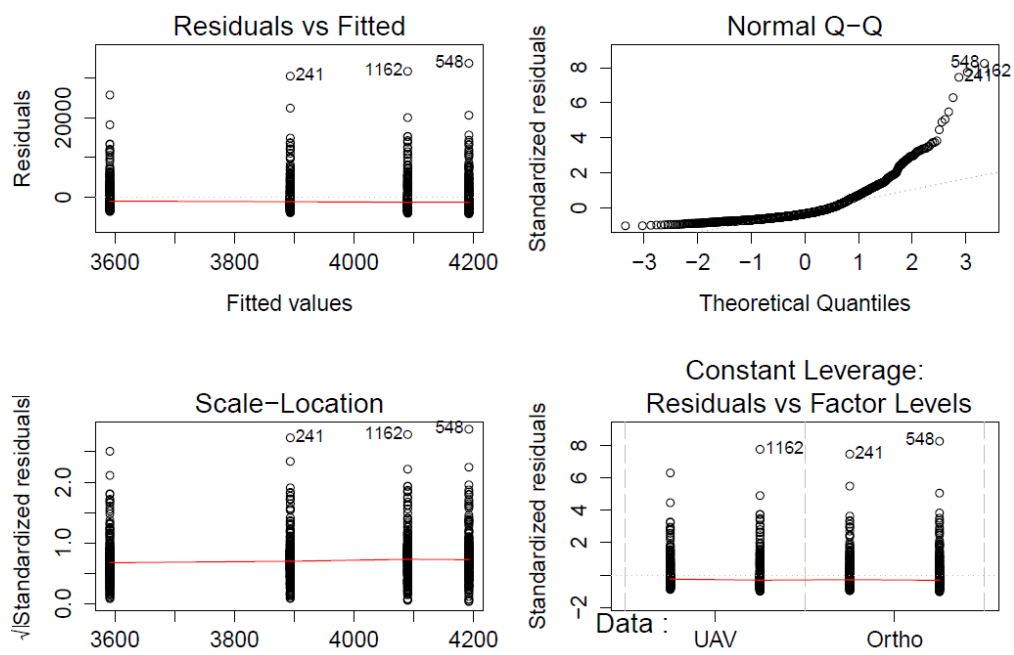 Residuals vs Fitted
Residuals
0 20000
241
1162
548
3600 3800 4000 4200
Fitted values
Normal Q−Q
Standardized residuals
0 2 4 6 8
548
241
1162
−3 −2 −1 0 1 2 3
Theoretical Quantiles
Scale−Location
√|Standardized residuals|
0.0 1.0 2.0
241
1162
548
3600 3800 4000 4200
Constant Leverage:
Residuals vs Factor Levels
Standardized residuals
−2 2 4 6 8
1162
241
548
Data :
UAV Ortho